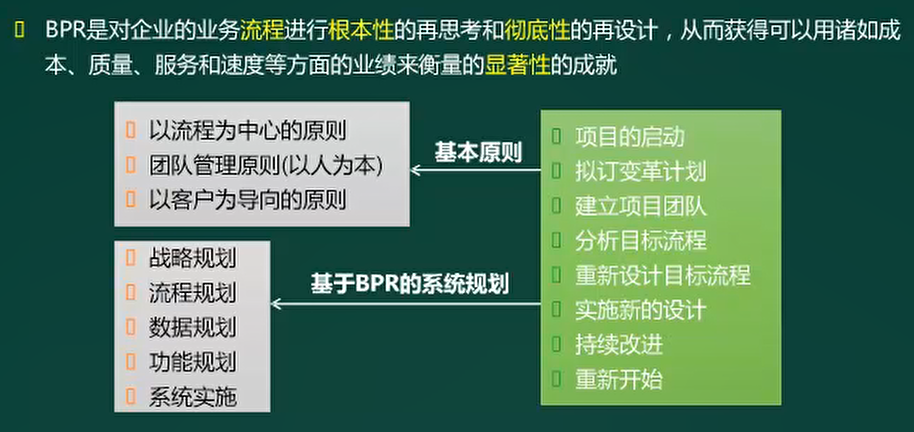 BPR是对企业的业务流程进行根本性的再思考和彻底性的再设计，从而获得可以用诸如成
本、质量、服务和速度等方面的业绩来衡量的显著性的成就
以流程为中心的原则
团队管理原则(以人为本)
以客户为导向的原则
基本原则
战略规划
流程规划
数据规划
功能规划
系统实施
基于BPR的系统规划
项目的启动
拟订变革计划
建立项目团队
分析目标流程
重新设计目标流程
实施新的设计
持续改进
重新开始